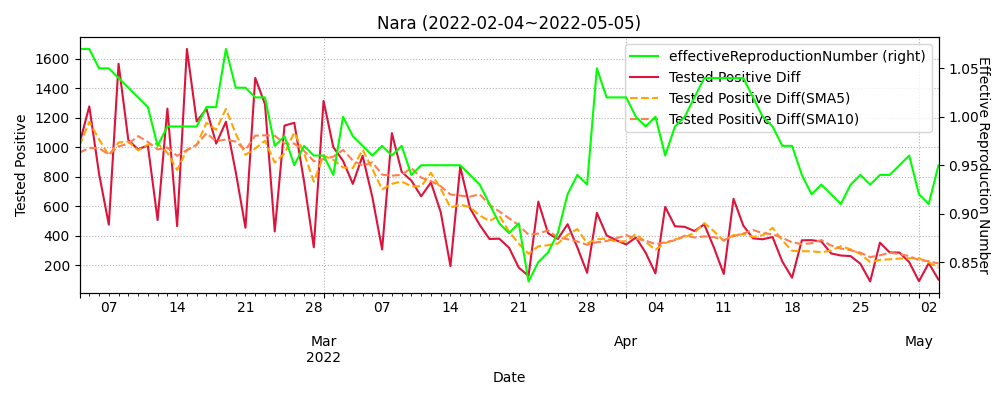 Nara (2022-02-04~2022-05-05)
effectiveReproductionNumber (right)
Tested Positive Diff
Tested Positive Diff(SMA5)
Tested Positive Diff(SMA10)
Tested Positive
1600
1400
1200
1000
800
600
400
200
1.05
1.00
0.95
0.90
0.85
Effective Reproduction Number
07 14 21 28 07 14 21 28 04 11 18 25 02
Mar Apr May
2022
Date